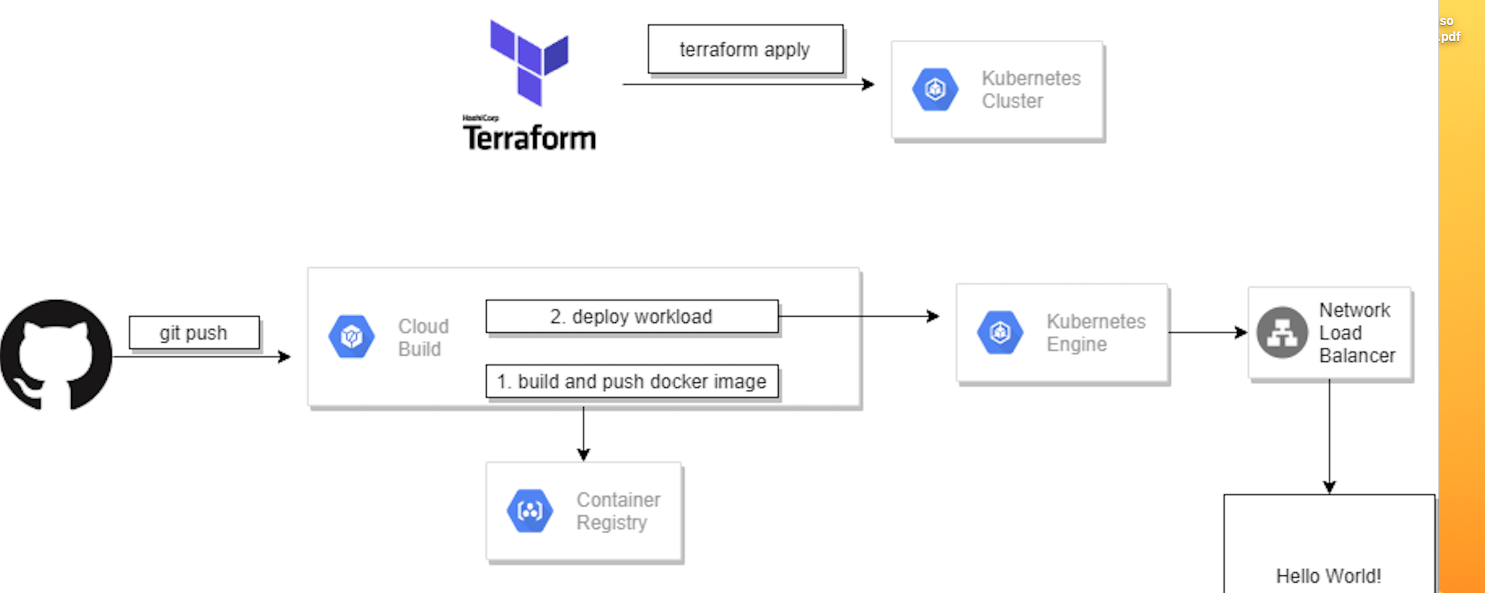 terraform apply
Kubernetes
Cluster
HashiCorp
Terraform
git push
Cloud
Build
2. deploy workload
1. build and push docker image
Kubernetes
Engine
Network
Load
Balancer
Container
Registry
Hello World!
so
.pdf